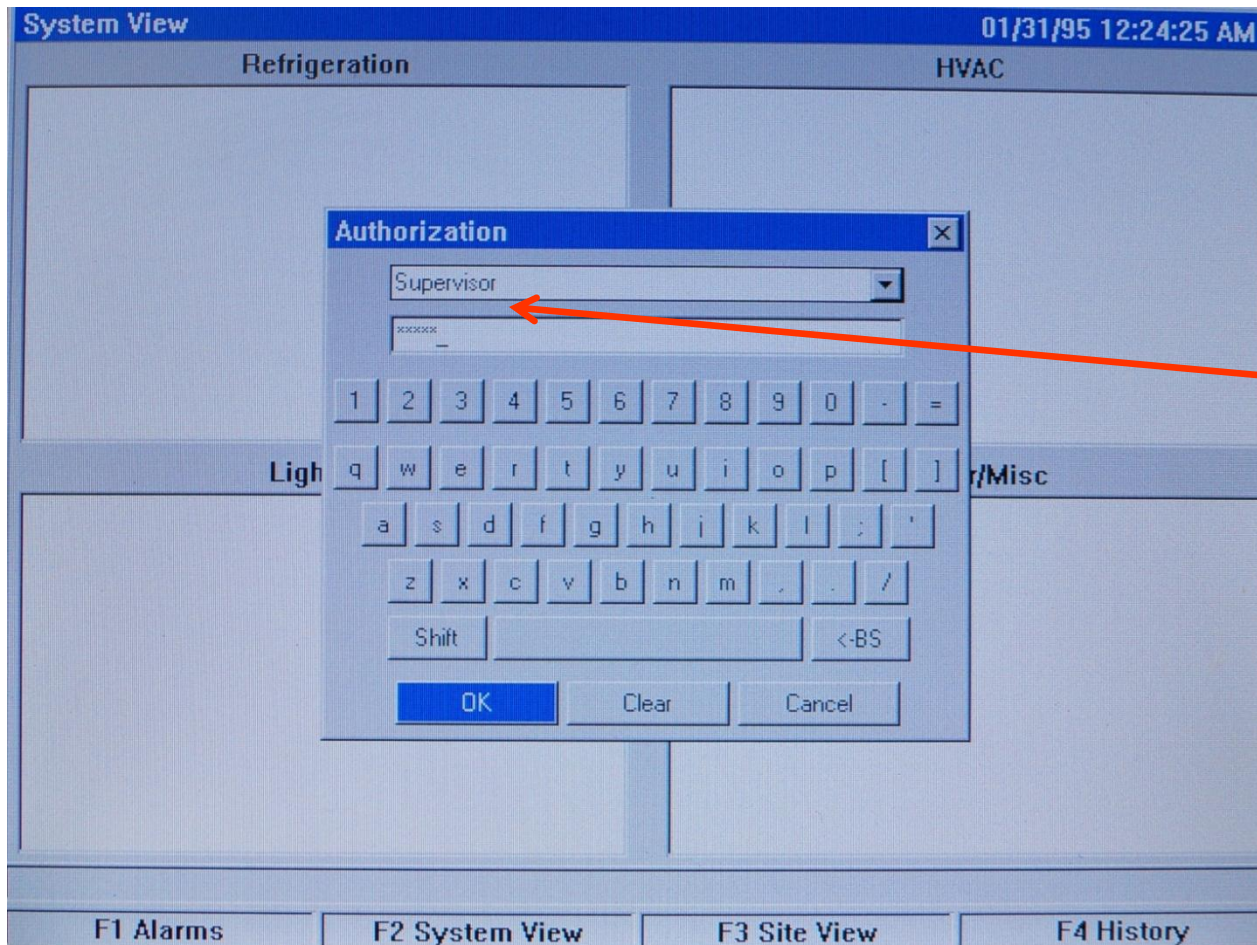 System View 01/31/95 12:24:25 AM
Refrigeration HVAC
Authorization
Supervisor
xxxxx_
1 2 3 4 5 6 7 8 9 0 - =
q w e r t y u i o p [ ]
a s d f g h j k l ; '
z x c v b n m , . /
Shift <-BS
OK Clear Cancel
Ligh r/Misc
F1 Alarms F2 System View F3 Site View F4 History